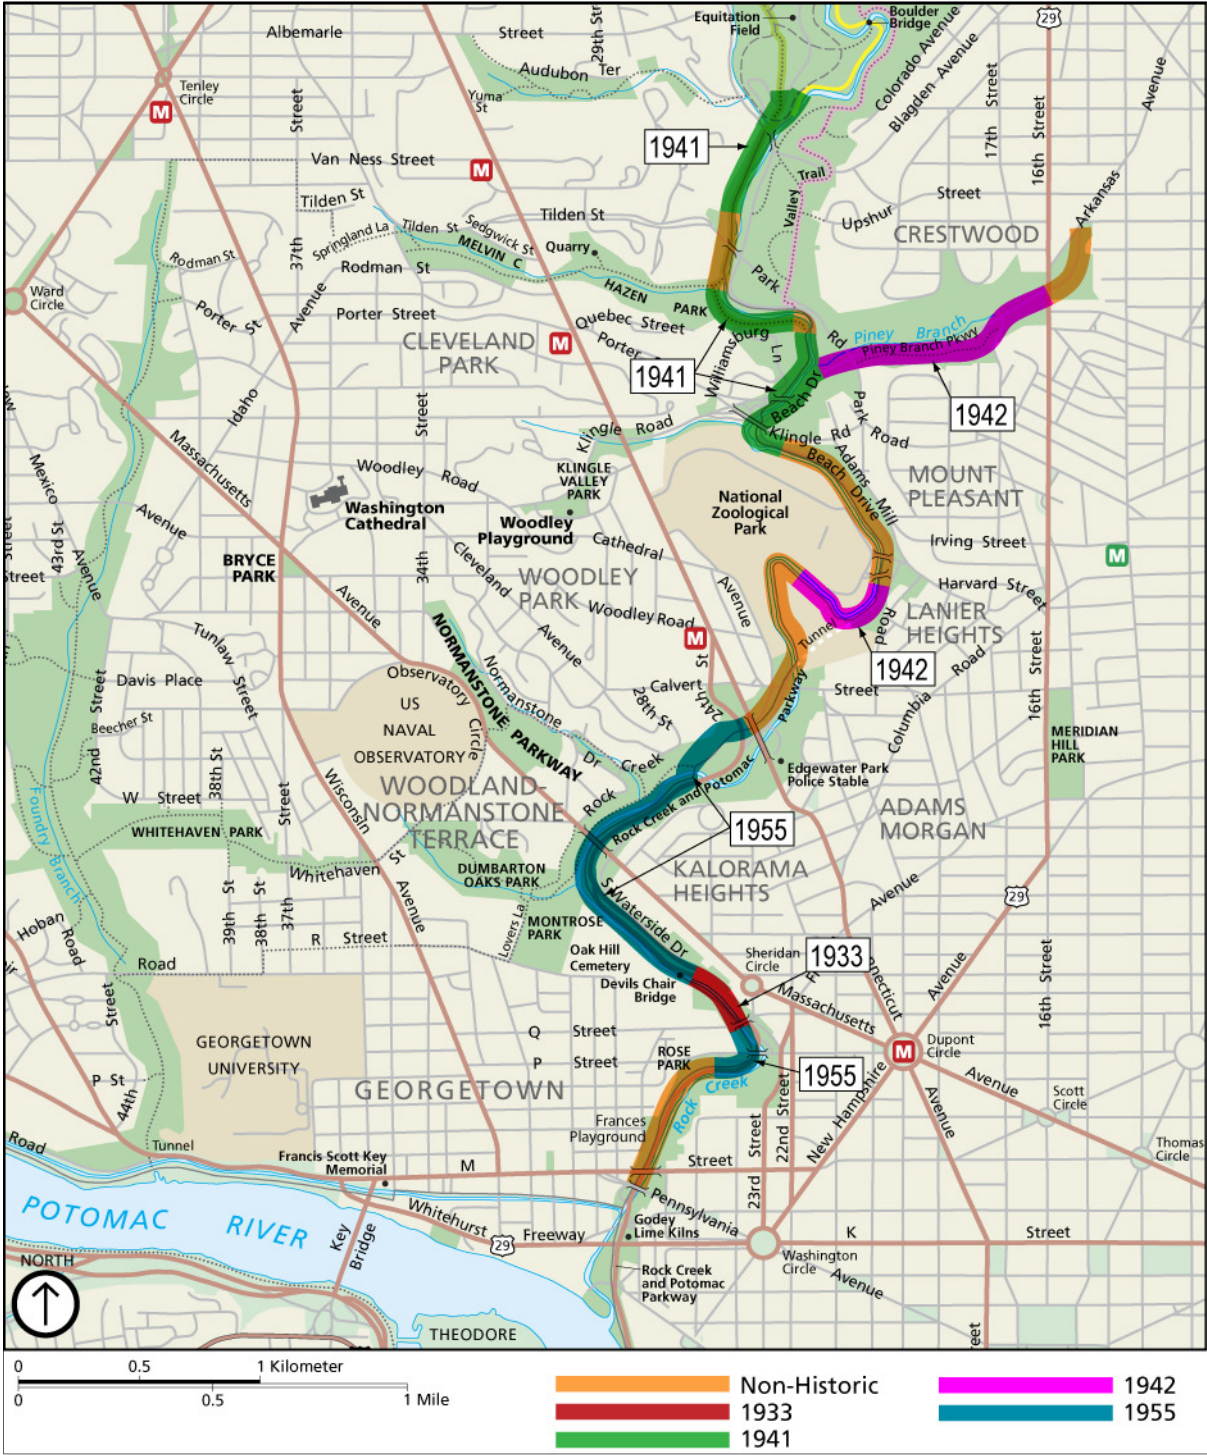 Equitation
Field
Boulder
Bridge
29
Albemarle
Street
29th Str
Colorado Avenue
Blagden Avenue
Avenue
Audubon Ter
Tenley
Circle
M
Yuma
St
Street
17th Street
16th Street
1941
Van Ness Street
M
Trail
Valley
Street
Arkansas
Tilden St
Tilden St
Upshur
CRESTWOOD
Springland La
Tilden St
Sedgwick St
MELVIN C
Quarry
Rodman St
37th
Rodman St
HAZEN
PARK
Park
Rd
Ward
Circle
Porter St
Avenue
Porter Street
Quebec Street
Porter
Williamsburg
Ln
Piney Branch
Piney Branch Pkwy
CLEVELAND
PARK
M
1941
Beach Dr
1942
Idaho
Street
Klingle Road
Klingle Rd
Park Road
Massachusetts
Mexico
Avenue
Woodley Road
KLINGLE
VALLEY
PARK
Beach Drive
Adams Mill
Road
MOUNT
PLEASANT
National
Zoological
Park
Washington
Cathedral
Woodley
Playground
Cathedral
Avenue
Irving Street
M
Street
43rd St
Avenue
Street
BRYCE
PARK
34th
Cleveland
Avenue
WOODLEY
PARK
Woodley Road
Harvard Street
LANIER
HEIGHTS
Avenue
M
Tunnel
1942
NORMANSTONE PARKWAY
Normanstone
Dr
Tunlaw
Street
Davis Place
Beecher St
42nd Street
Observatory
Circle
US
NAVAL
OBSERVATORY
Calvert
Street
28th St
24th St
Parkway
Columbia Road
16th Street
MERIDIAN
HILL
PARK
Edgewater Park
Police Stable
Rock Creek
Rock Creek and Potomac
WOODLAND-
NORMANSTONE
TERRACE
W Street
38th St
Street
Wisconsin
Avenue
WHITEHAVEN PARK
Whitehaven St
Foundry Branch
1955
ADAMS
MORGAN
KALORAMA
HEIGHTS
DUMBARTON
OAKS PARK
S Waterside Dr
39th St
38th St
37th
Lovers La
MONTROSE
PARK
Avenue
29
Hoban
Road
R Street
Road
Oak Hill
Cemetery
Devils Chair
Bridge
Sheridan
Circle
1933
Massachusetts
Avenue
16th Street
Street
44th
P St
GEORGETOWN
UNIVERSITY
Q Street
P Street
ROSE
PARK
Rock Creek
1955
M
Dupont
Circle
Avenue
Scott
Circle
GEORGETOWN
Frances
Playground
22nd Street
23rd Street
New Hampshire
Avenue
Thomas
Circle
Road
Tunnel
Francis Scott Key
Memorial
M
Street
Pennsylvania
Avenue
POTOMAC RIVER
Key
Bridge
Whitehurst
Freeway
29
Godey
Lime Kilns
K
Street
Washington
Circle
Rock Creek
and Potomac
Parkway
NORTH
THEODORE
0 0.5 1 Kilometer
0 0.5 1 Mile
Non-Historic
1933
1941
1942
1955